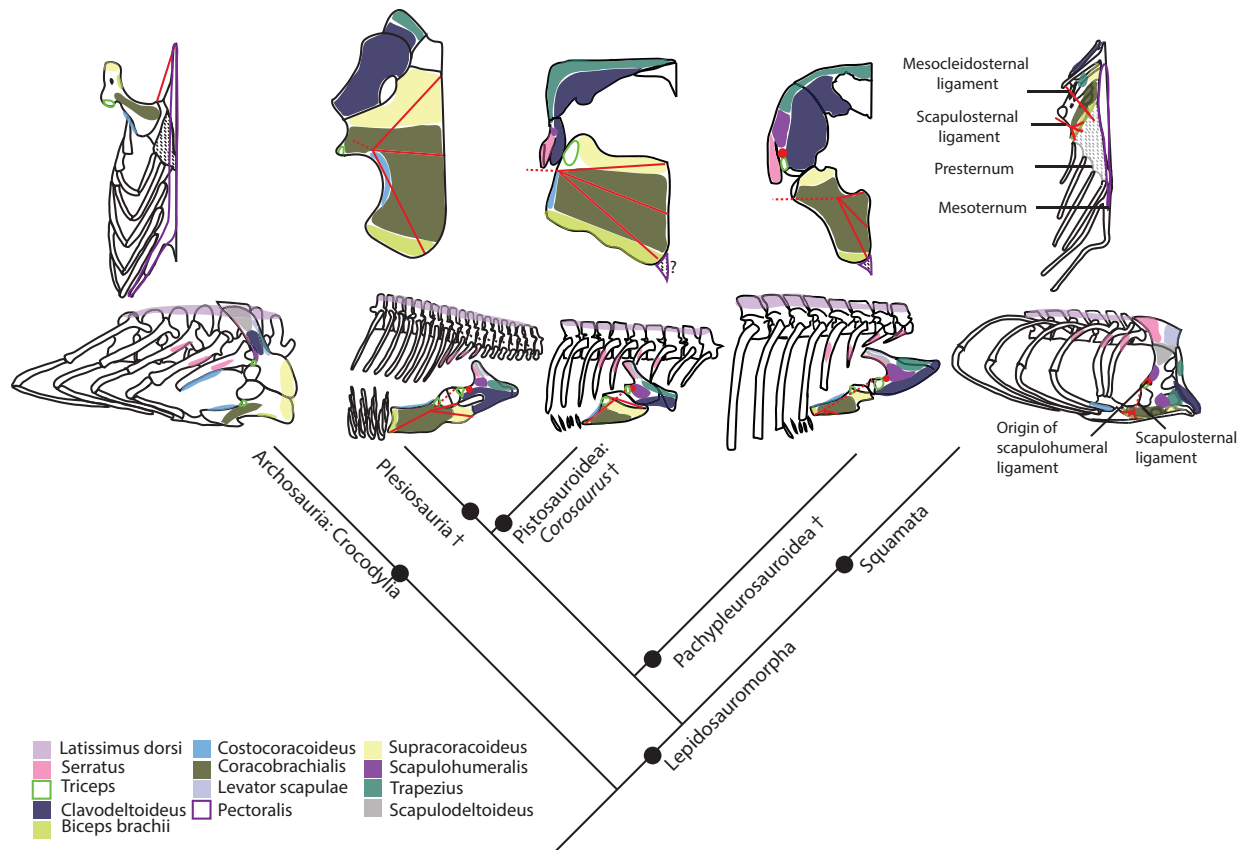 Mesocleidosternal
ligament
Scapulosternal
ligament
Presternum
Mesoternum
?
Origin of
scapulohumeral
ligament
Scapulosternal
ligament
Archosauria: Crocodylia
Plesiosauria †
Pistosauroidea:
Corosaurus †
Pachypleurosauroidea †
Squamata
Lepidosauromorpha
Latissimus dorsi
Serratus
Triceps
Clavodeltoideus
Biceps brachii
Costocoracoideus
Coracobrachialis
Levator scapulae
Pectoralis
Supracoracoideus
Scapulohumeralis
Trapezius
Scapulodeltoideus